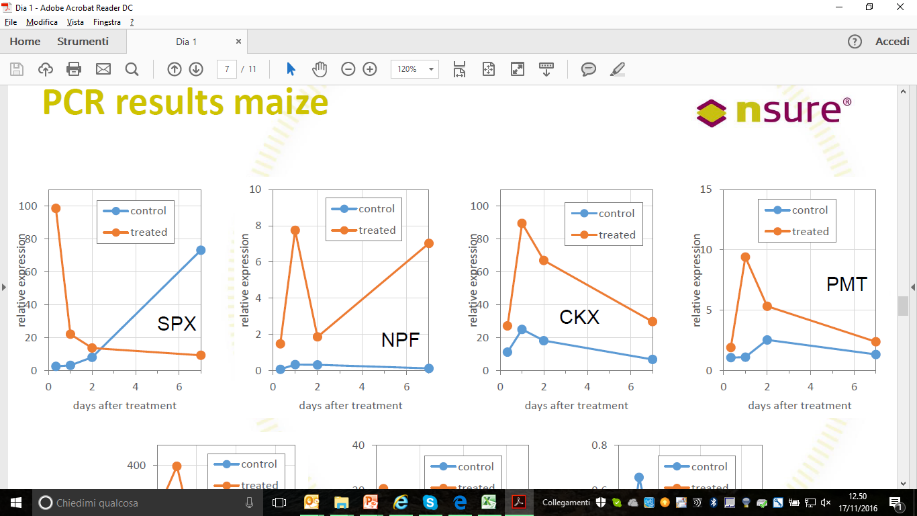 Dia 1 - Adobe Acrobat Reader DC
File Modifica Vista Finestra ?
Home Strumenti Dia 1 × ? Accedi
7 / 11 120%
PCR results maize
nsure®
100
80
60
40
20
0
relative expression
control
treated
SPX
0 2 4 6
days after treatment
10
8
6
4
2
0
relative expression
control
treated
NPF
0 2 4 6
days after treatment
100
80
60
40
20
0
relative expression
control
treated
CKX
0 2 4 6
days after treatment
15
10
5
0
relative expression
control
treated
PMT
0 2 4 6
days after treatment
400
control
treated
40
control
treated
0.8
control
treated
Chiedimi qualcosa
Collegamenti
12.50
17/11/2016